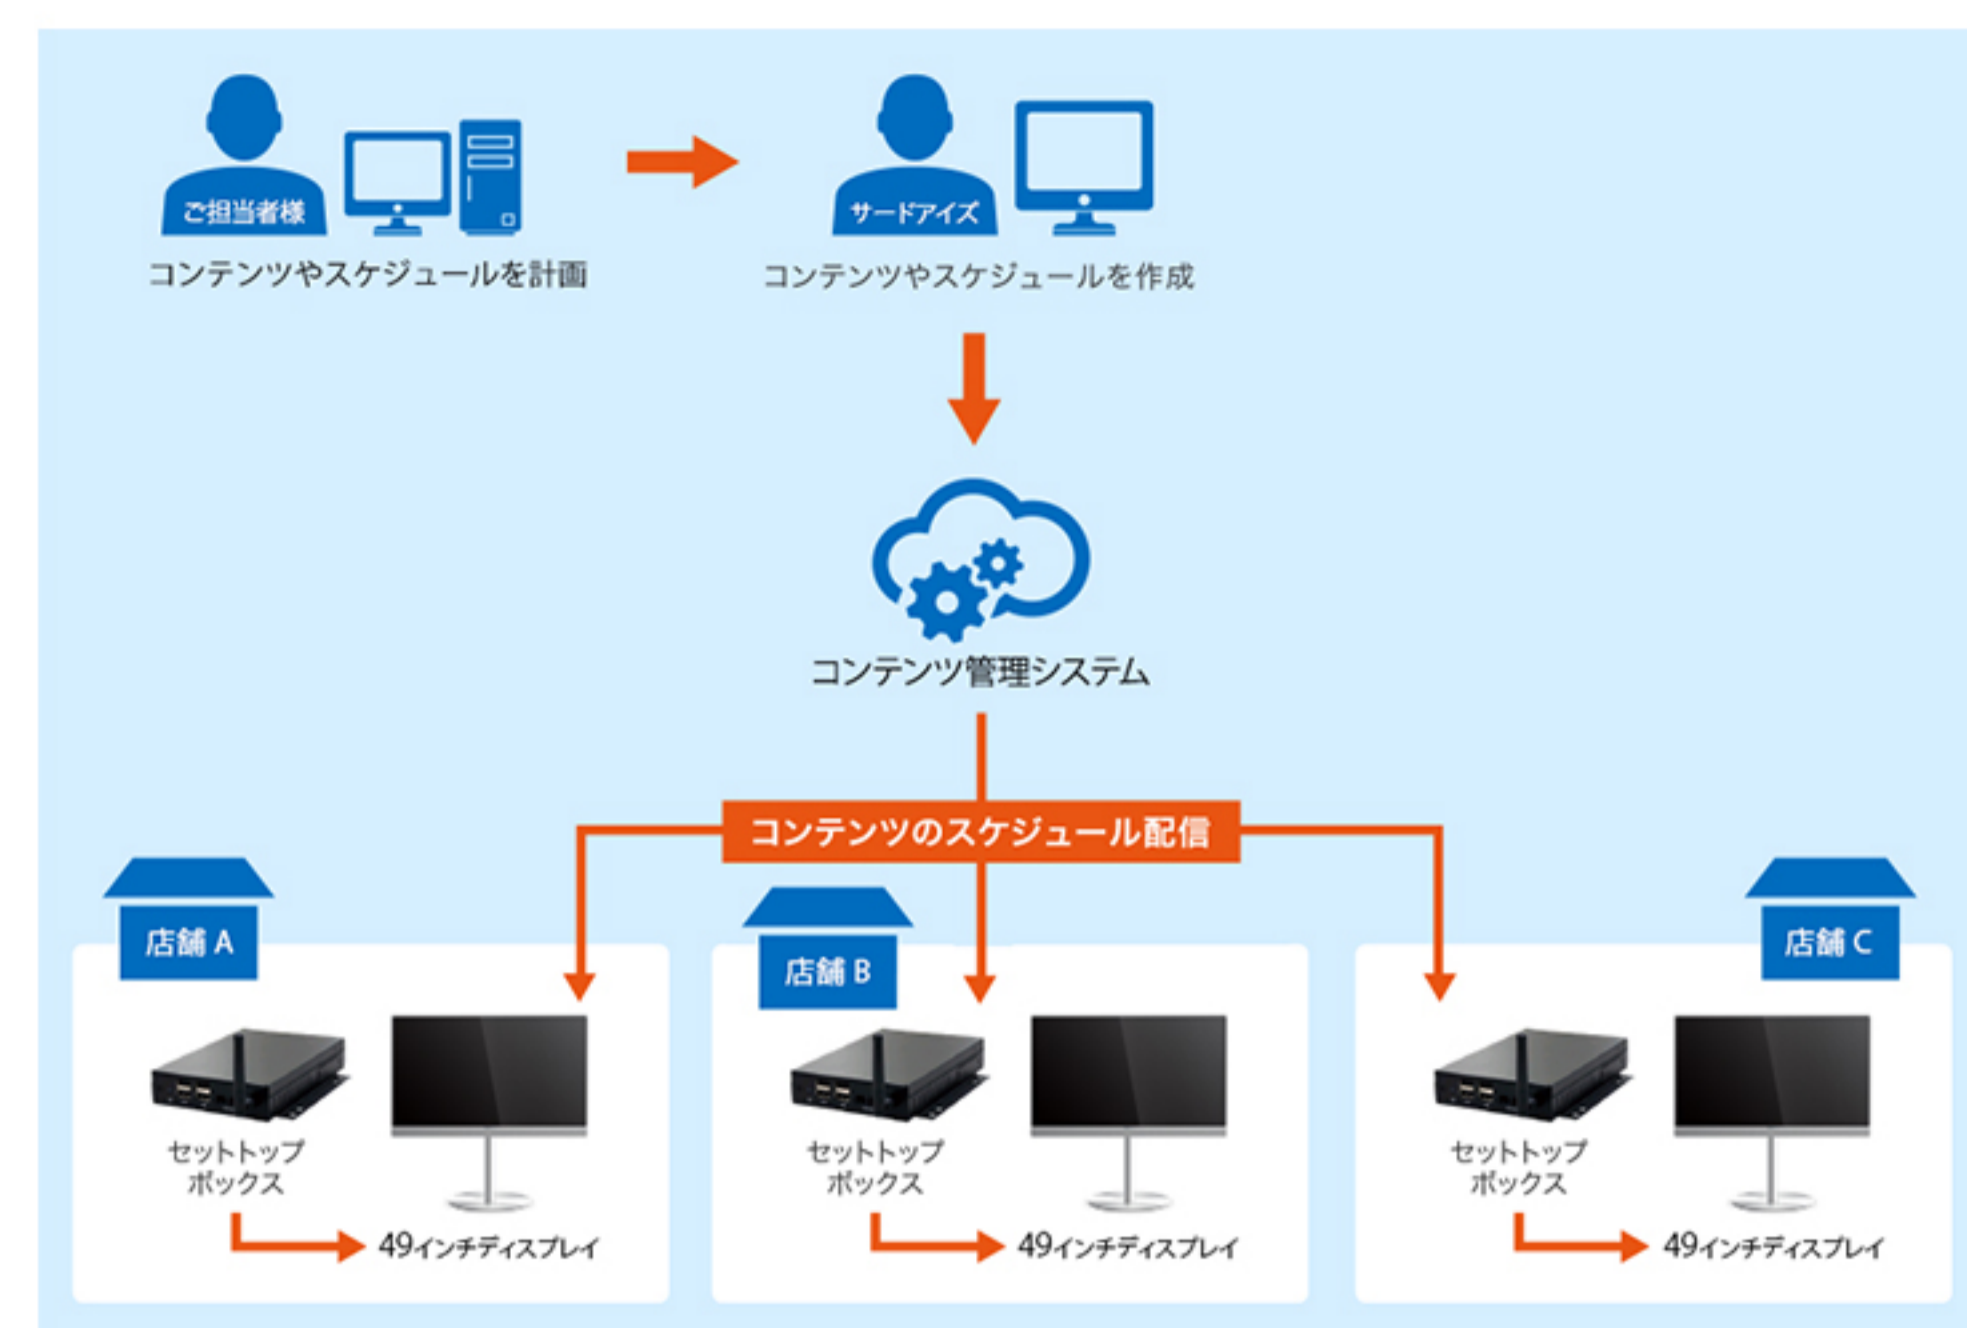 ご担当者様
サードアイズ
コンテンツやスケジュールを計画
コンテンツやスケジュールを作成
コンテンツ管理システム
コンテンツのスケジュール配信
店舗 A
セットトップ
ボックス
49インチディスプレイ
店舗 B
セットトップ
ボックス
49インチディスプレイ
店舗 C
セットトップ
ボックス
49インチディスプレイ